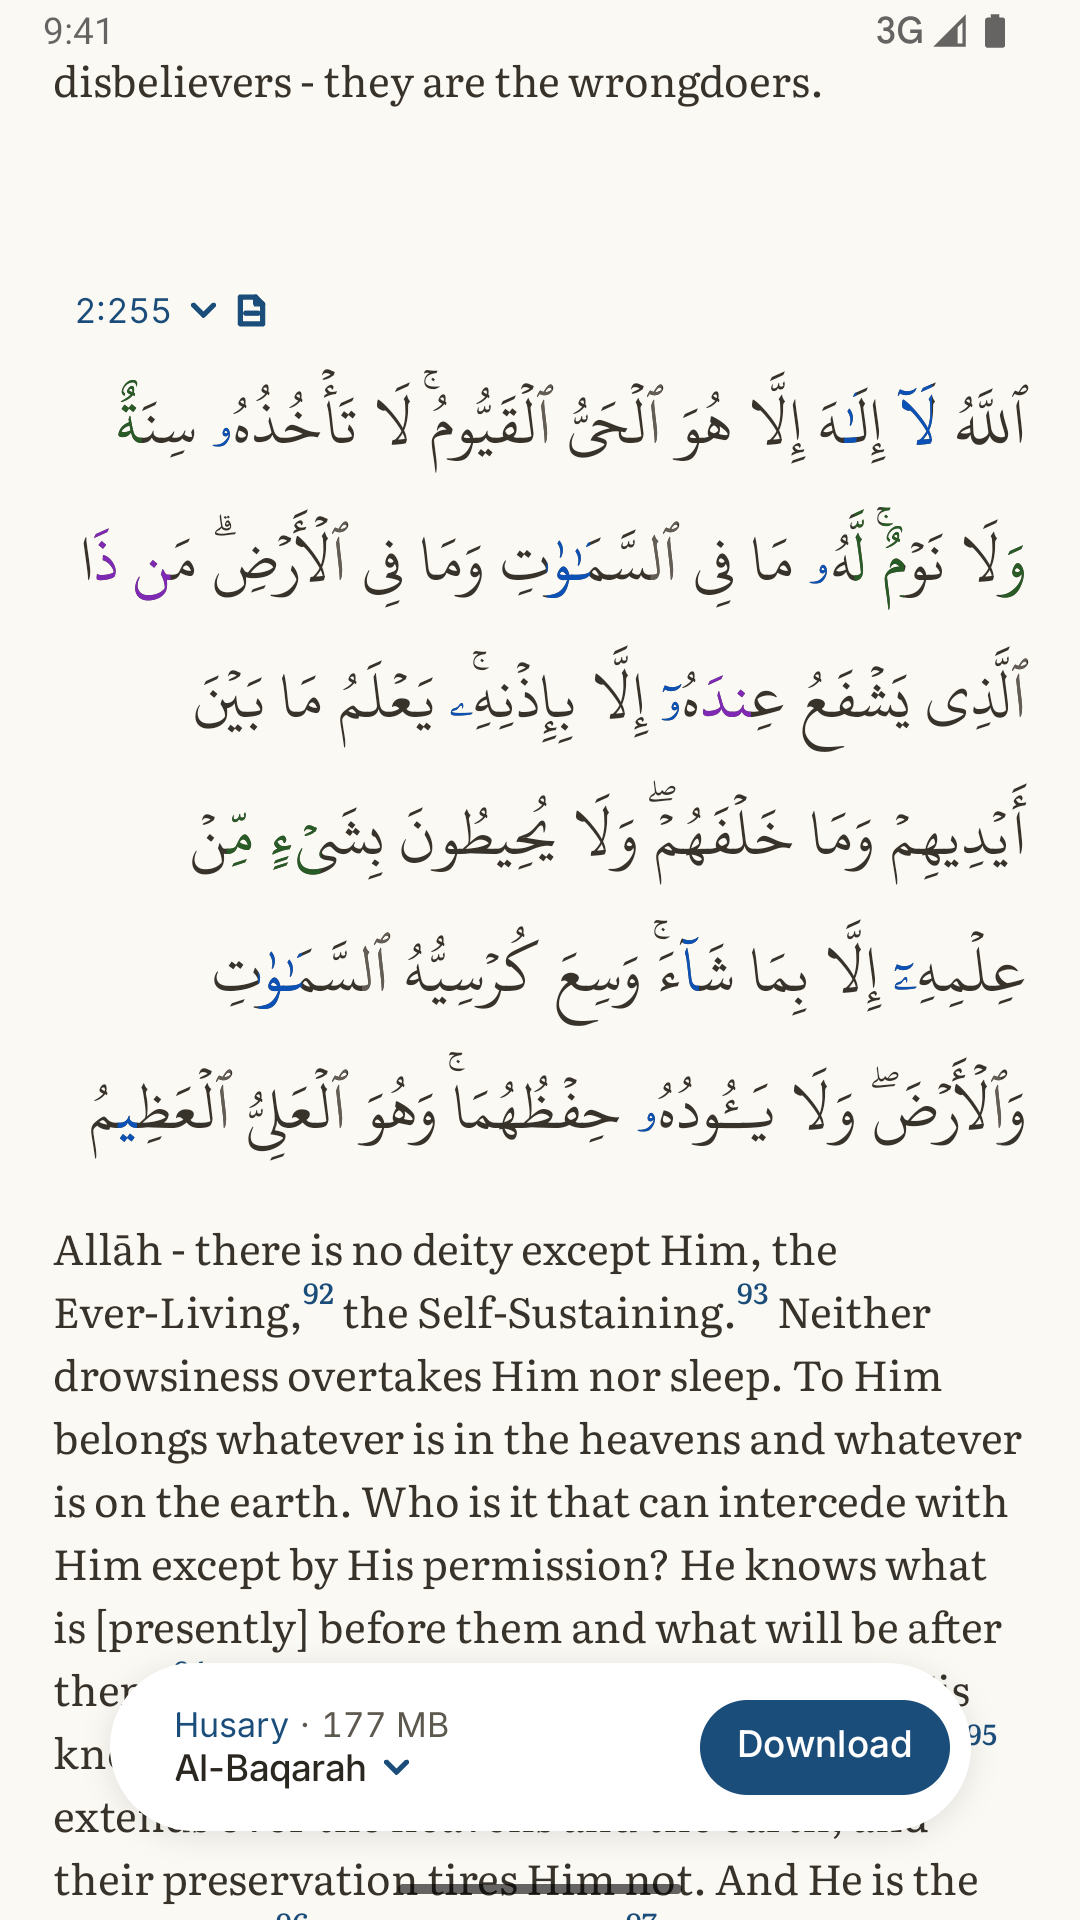 9:41
3G
disbelievers - they are the wrongdoers.
2:255
ٱللَّهُ لَآ إِلَـٰهَ إِلَّا هُوَ ٱلْحَىُّ ٱلْقَيُّومُ ۚ لَا تَأْخُذُهُۥ سِنَةٌ
وَلَا نَوْمٌ ۚ لَّهُۥ مَا فِى ٱلسَّمَـٰوَٰتِ وَمَا فِى ٱلْأَرْضِ ۗ مَن ذَا
ٱلَّذِى يَشْفَعُ عِندَهُۥٓ إِلَّا بِإِذْنِهِۦ ۚ يَعْلَمُ مَا بَيْنَ
أَيْدِيهِمْ وَمَا خَلْفَهُمْ ۖ وَلَا يُحِيطُونَ بِشَىْءٍ مِّنْ
عِلْمِهِۦٓ إِلَّا بِمَا شَآءَ ۚ وَسِعَ كُرْسِيُّهُ ٱلسَّمَـٰوَٰتِ
وَٱلْأَرْضَ ۖ وَلَا يَـُٔودُهُۥ حِفْظُهُمَا ۚ وَهُوَ ٱلْعَلِىُّ ٱلْعَظِيمُ
Allāh - there is no deity except Him, the
Ever-Living,92 the Self-Sustaining.93 Neither
drowsiness overtakes Him nor sleep. To Him
belongs whatever is in the heavens and whatever
is on the earth. Who is it that can intercede with
Him except by His permission? He knows what
is [presently] before them and what will be after
95
Husary · 177 MB
Al-Baqarah
Download
their preservation tires Him not. And He is the